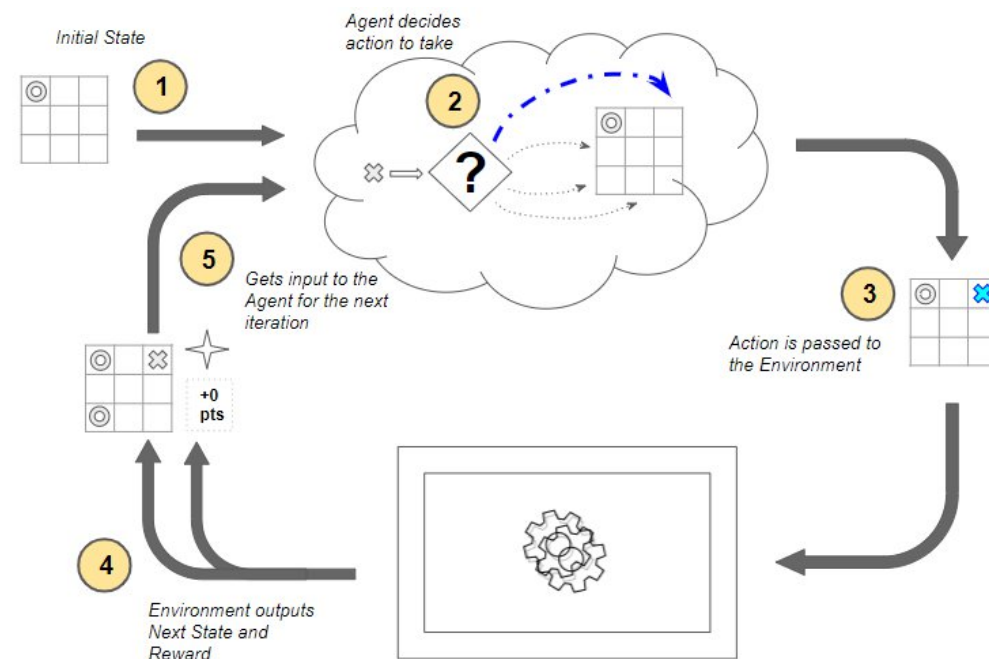 Initial State
1
Agent decides
action to take
2
?
3
Action is passed to
the Environment
5
Gets input to the
Agent for the next
iteration
+0
pts
4
Environment outputs
Next State and
Reward